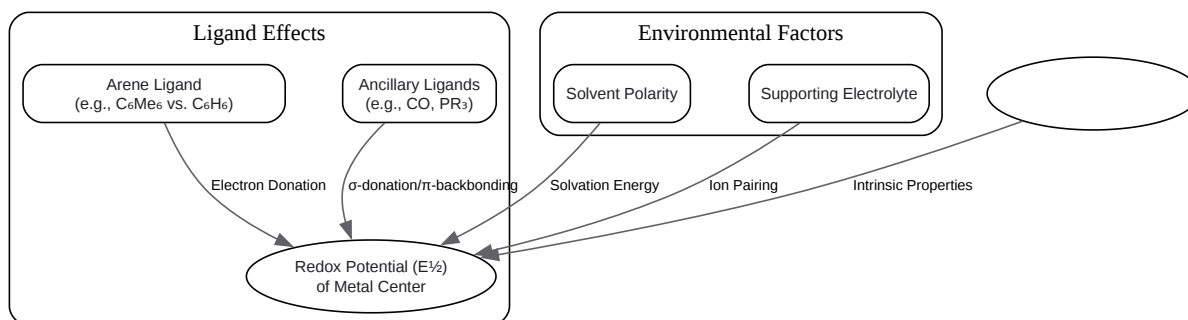 Ligand Effects
Environmental Factors
Arene Ligand
(e.g., C₆Me₆ vs. C₆H₆)
Ancillary Ligands
(e.g., CO, PR₃)
Solvent Polarity
Supporting Electrolyte
Electron Donation
σ-donation/π-backbonding
Solvation Energy
Ion Pairing
Intrinsic Properties
Redox Potential (E½)
of Metal Center